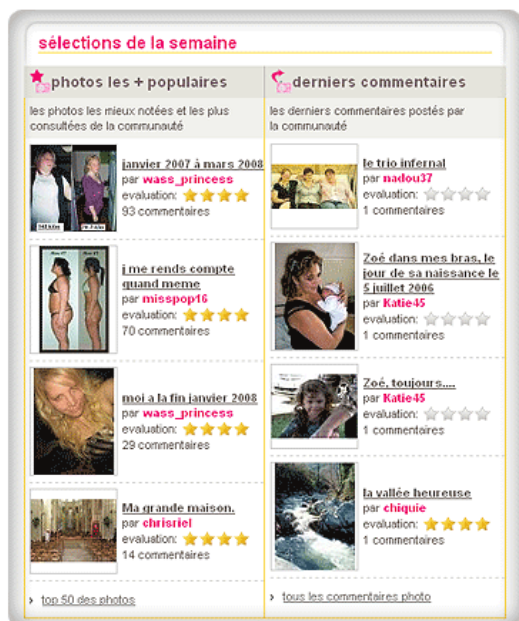 sélections de la semaine
photos les + populaires
les photos les mieux notées et les plus
consultées de la communauté
janvier 2007 à mars 2008
par wass_princess
evaluation:
93 commentaires
j me rends compte
quand meme
par misspop16
evaluation:
70 commentaires
moi a la fin janvier 2008
par wass_princess
evaluation:
29 commentaires
Ma grande maison.
par chrisriel
evaluation:
14 commentaires
› top 50 des photos
derniers commentaires
les derniers commentaires postés par
la communauté
le trio infernal
par nadou37
evaluation:
1 commentaires
Zoé dans mes bras, le
jour de sa naissance le
5 juillet 2006
par Katie45
evaluation:
1 commentaires
Zoé, toujours....
par Katie45
evaluation:
1 commentaires
la vallée heureuse
par chiquie
evaluation:
1 commentaires
› tous les commentaires photo